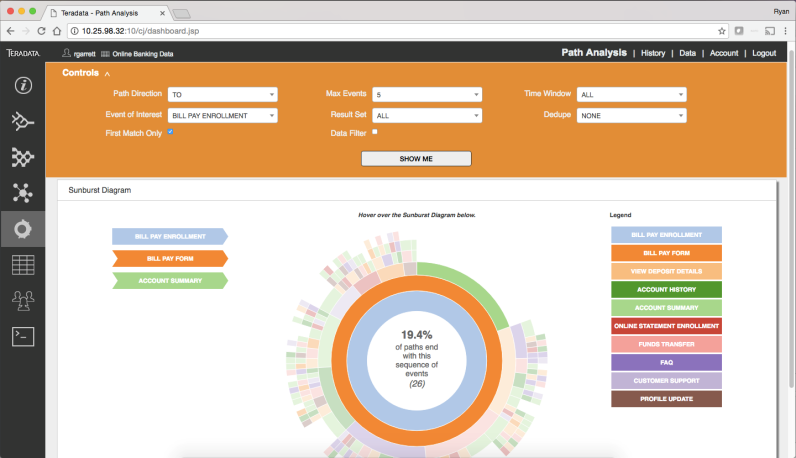 Teradata - Path Analysis
Ryan
10.25.98.32:10/cj/dashboard.jsp
TERADATA
rgarrett
Online Banking Data
Path Analysis | History | Data | Account | Logout
Controls
Path Direction
TO
Max Events
5
Time Window
ALL
Event of Interest
BILL PAY ENROLLMENT
Result Set
ALL
Dedupe
NONE
First Match Only
Data Filter
SHOW ME
Sunburst Diagram
Hover over the Sunburst Diagram below.
Legend
BILL PAY ENROLLMENT
BILL PAY FORM
ACCOUNT SUMMARY
19.4%
of paths end
with this
sequence of
events
(26)
BILL PAY ENROLLMENT
BILL PAY FORM
VIEW DEPOSIT DETAILS
ACCOUNT HISTORY
ACCOUNT SUMMARY
ONLINE STATEMENT ENROLLMENT
FUNDS TRANSFER
FAQ
CUSTOMER SUPPORT
PROFILE UPDATE